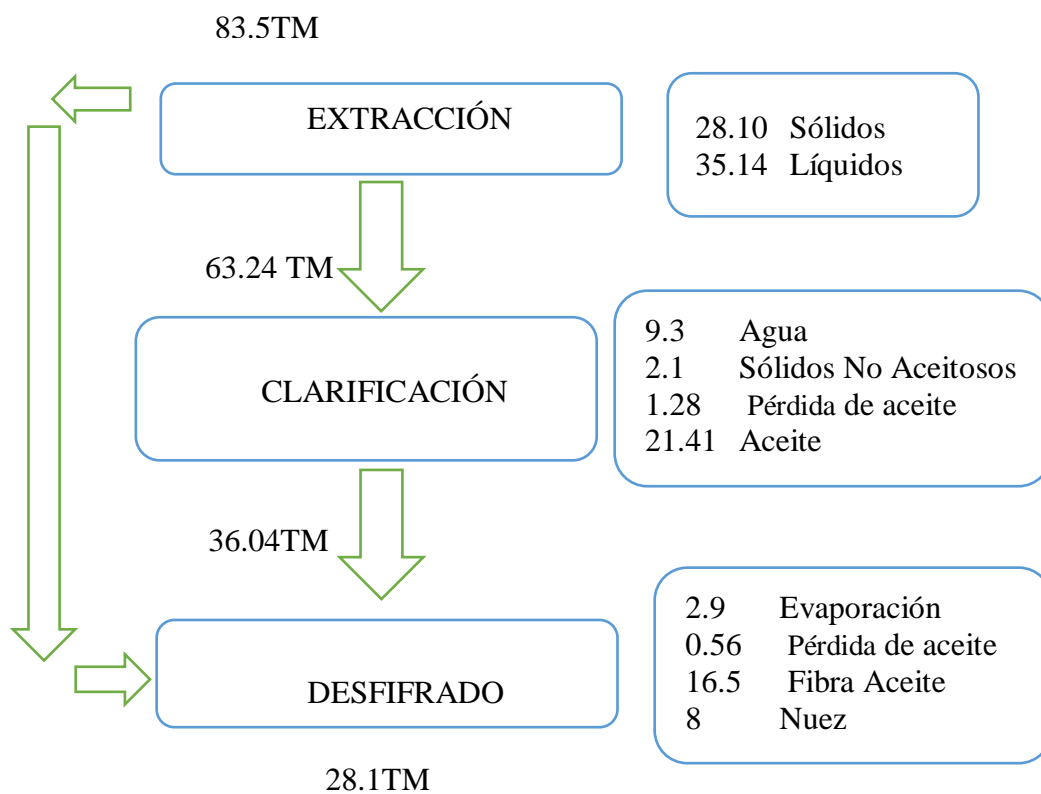 83.5TM
EXTRACCIÓN
28.10 Sólidos
35.14 Líquidos
63.24 TM
CLARIFICACIÓN
9.3 Agua
2.1 Sólidos No Aceitosos
1.28 Pérdida de aceite
21.41 Aceite
36.04TM
DESFIFRADO
2.9 Evaporación
0.56 Pérdida de aceite
16.5 Fibra Aceite
8 Nuez
28.1TM